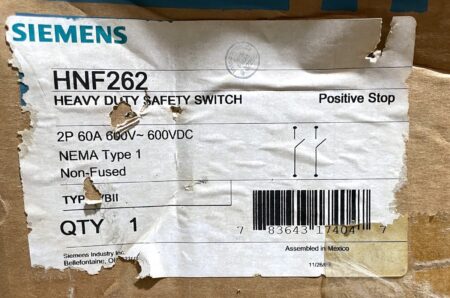 SIEMENS
HNF262
HEAVY DUTY SAFETY SWITCH Positive Stop
2P 60A 600V~ 600VDC
NEMA Type 1
Non-Fused
QTY 1
7 83643 17404 7
Siemens Industry Inc
Bellefontaine,
Assembled in Mexico